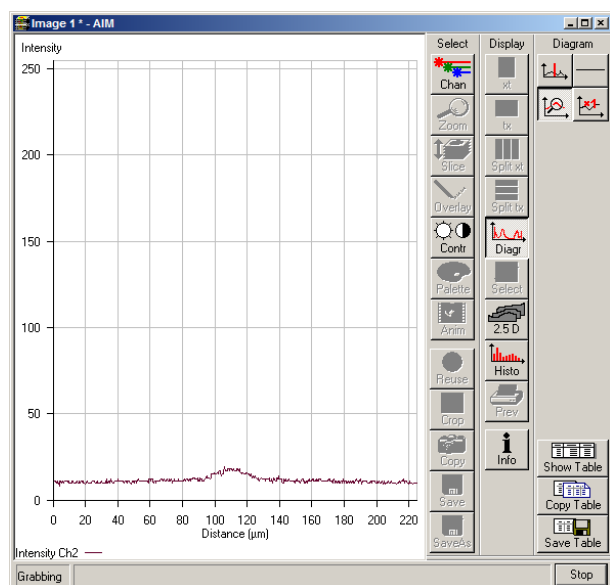 Image 1 * - AIM
Intensity
250
200
150
100
50
0
0 20 40 60 80 100 120 140 160 180 200 220
Distance (µm)
Intensity Ch2
Select
Chan
Zoom
Slice
Overlay
Contr
Palette
Anim
Reuse
Crop
Copy
Save
SaveAs
Display
xt
tx
Split xt
Split tx
Diagr
Select
2.5 D
Histo
Prev
Info
Diagram
Show Table
Copy Table
Save Table
Grabbing
Stop